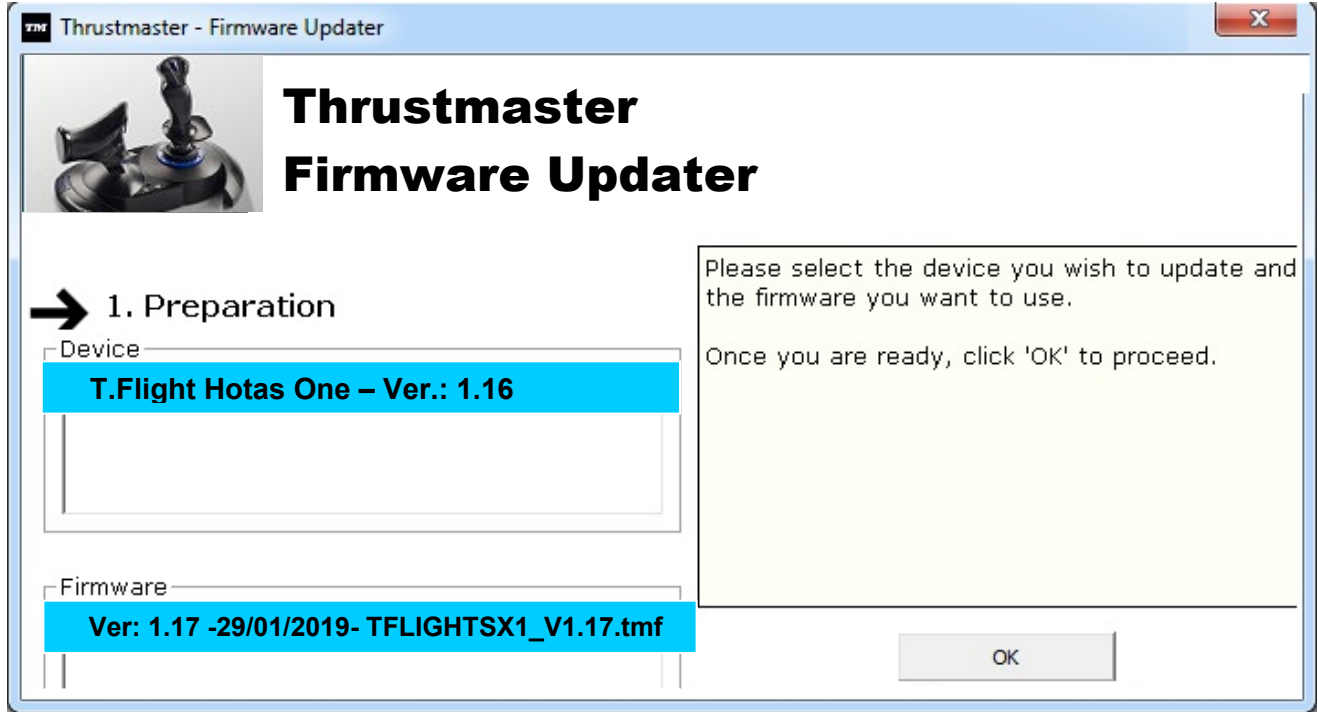 TM Thrustmaster - Firmware Updater
x
Thrustmaster
Firmware Updater
1. Preparation
Device
T.Flight Hotas One – Ver.: 1.16
Firmware
Ver: 1.17 -29/01/2019- TFLIGHTSX1_V1.17.tmf
Please select the device you wish to update and
the firmware you want to use.
Once you are ready, click 'OK' to proceed.
OK